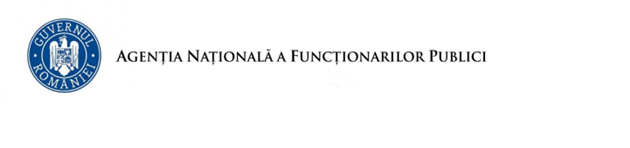 GUVERNUL
ROMÂNIEI
AGENȚIA NAȚIONALĂ A FUNCȚIONARILOR PUBLICI